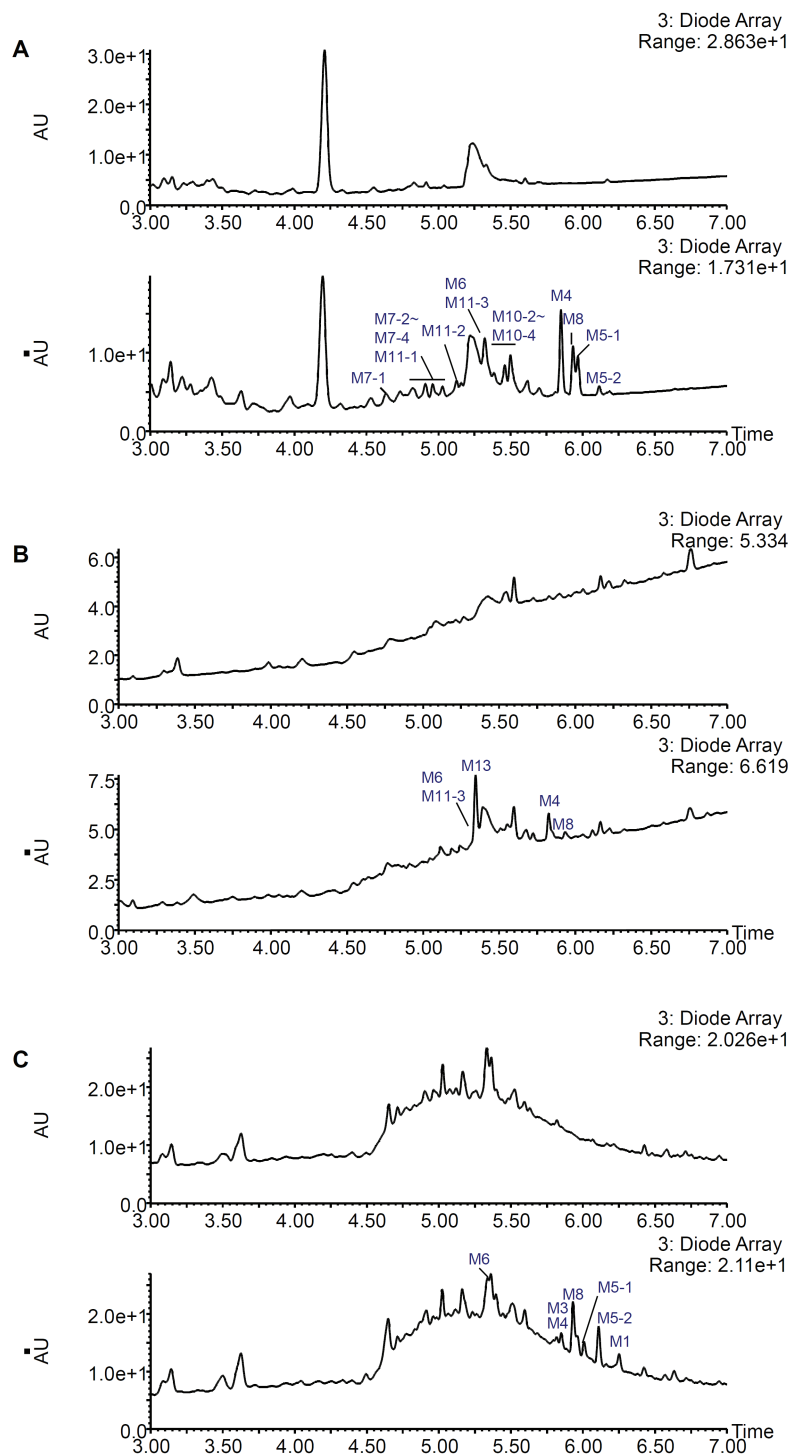 A
3: Diode Array
Range: 2.863e+1
AU
3.0e+1
2.0e+1
1.0e+1
0.0
3.00 3.50 4.00 4.50 5.00 5.50 6.00 6.50 7.00
3: Diode Array
Range: 1.731e+1
AU
1.0e+1
0.0
M7-1
M7-2~
M7-4
M11-1
M11-2
M6
M11-3
M10-2~
M10-4
M4
M8
M5-1
M5-2
Time
3.00 3.50 4.00 4.50 5.00 5.50 6.00 6.50 7.00
B
3: Diode Array
Range: 5.334
AU
6.0
4.0
2.0
0.0
3.00 3.50 4.00 4.50 5.00 5.50 6.00 6.50 7.00
3: Diode Array
Range: 6.619
AU
7.5
5.0
2.5
0.0
M6
M11-3
M13
M4
M8
Time
3.00 3.50 4.00 4.50 5.00 5.50 6.00 6.50 7.00
C
3: Diode Array
Range: 2.026e+1
AU
2.0e+1
1.0e+1
0.0
3.00 3.50 4.00 4.50 5.00 5.50 6.00 6.50 7.00
3: Diode Array
Range: 2.11e+1
AU
2.0e+1
1.0e+1
0.0
M6
M3
M4
M8
M5-1
M5-2
M1
Time
3.00 3.50 4.00 4.50 5.00 5.50 6.00 6.50 7.00